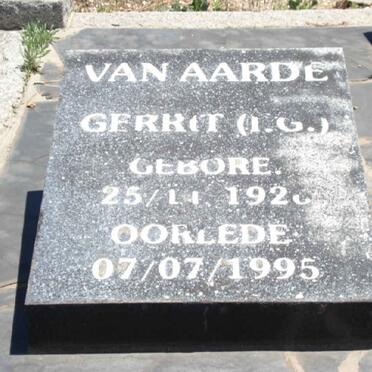 VAN AARDE
GERRIT (I.G.)
GEBORE:
OORLEDE
07/07/1995